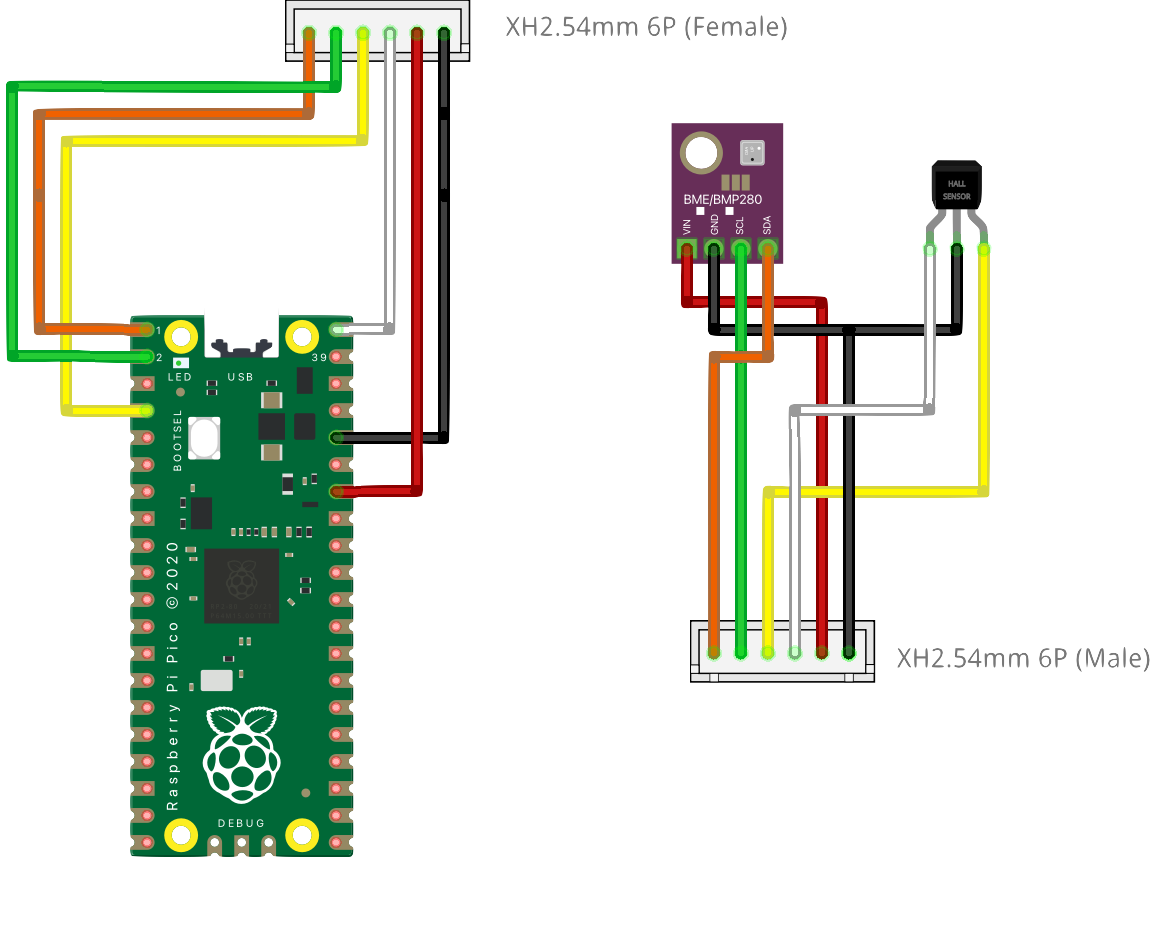 XH2.54mm 6P (Female)
HALL
SENSOR
BME/BMP280
VIN
GND
SCL
SDA
1
2
39
LED
USB
BOOTSEL
Raspberry Pi Pico ©2020
DEBUG
XH2.54mm 6P (Male)